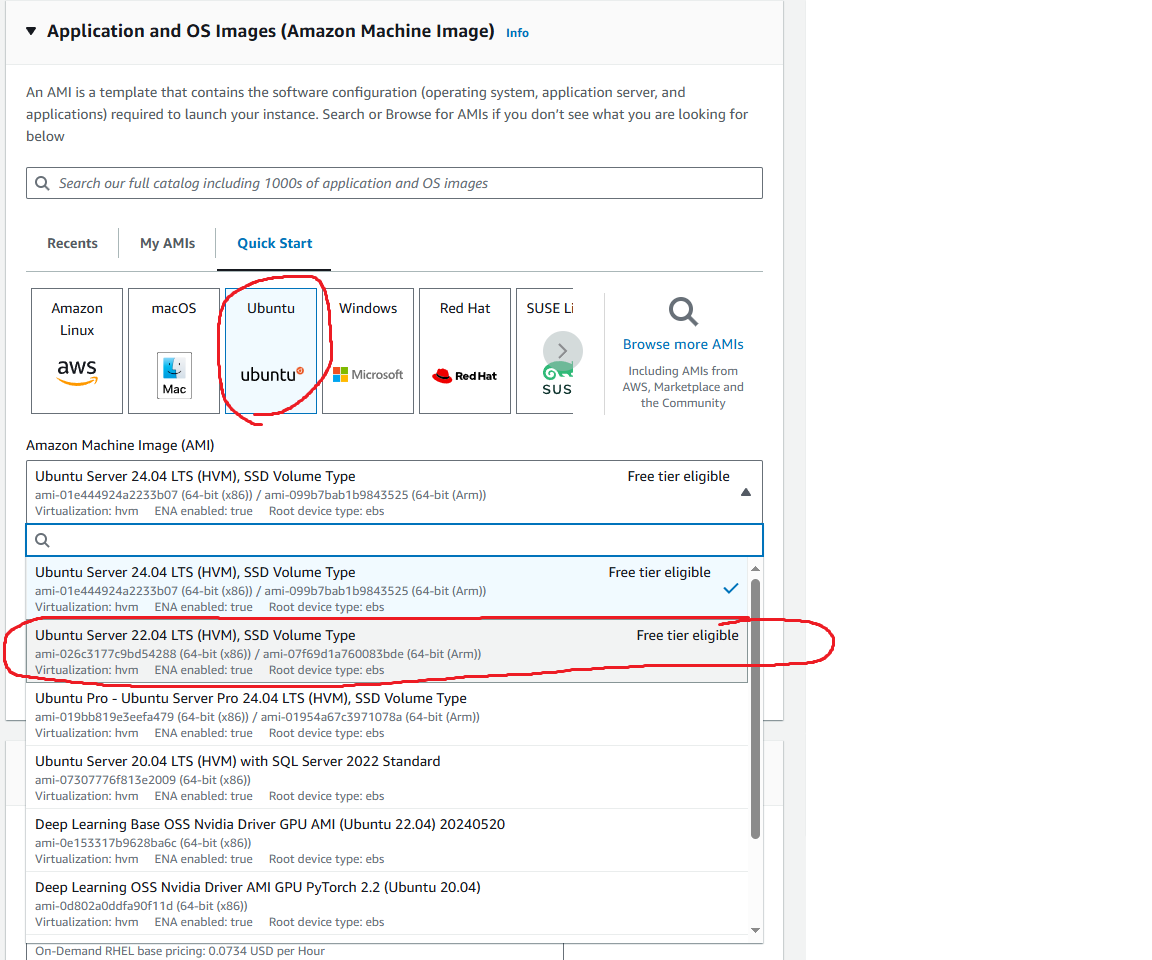 Application and OS Images (Amazon Machine Image) Info
An AMI is a template that contains the software configuration (operating system, application server, and
applications) required to launch your instance. Search or Browse for AMIs if you don’t see what you are looking for
below
Search our full catalog including 1000s of application and OS images
Recents
My AMIs
Quick Start
Amazon
Linux
aws
macOS
Mac
Ubuntu
ubuntu
Windows
Microsoft
Red Hat
Red Hat
SUSE Li
SUS
Browse more AMIs
Including AMIs from
AWS, Marketplace and
the Community
Amazon Machine Image (AMI)
Ubuntu Server 24.04 LTS (HVM), SSD Volume Type Free tier eligible
ami-01e444924a2233b07 (64-bit (x86)) / ami-099b7bab1b9843525 (64-bit (Arm))
Virtualization: hvm ENA enabled: true Root device type: ebs
Ubuntu Server 24.04 LTS (HVM), SSD Volume Type Free tier eligible
ami-01e444924a2233b07 (64-bit (x86)) / ami-099b7bab1b9843525 (64-bit (Arm))
Virtualization: hvm ENA enabled: true Root device type: ebs
Ubuntu Server 22.04 LTS (HVM), SSD Volume Type Free tier eligible
ami-026c3177c9bd54288 (64-bit (x86)) / ami-07f69d1a760083bde (64-bit (Arm))
Virtualization: hvm ENA enabled: true Root device type: ebs
Ubuntu Pro - Ubuntu Server Pro 24.04 LTS (HVM), SSD Volume Type
ami-019bb819e3eefa479 (64-bit (x86)) / ami-01954a67c3971078a (64-bit (Arm))
Virtualization: hvm ENA enabled: true Root device type: ebs
Ubuntu Server 20.04 LTS (HVM) with SQL Server 2022 Standard
ami-07307776f813e2009 (64-bit (x86))
Virtualization: hvm ENA enabled: true Root device type: ebs
Deep Learning Base OSS Nvidia Driver GPU AMI (Ubuntu 22.04) 20240520
ami-0e153317b9628ba6c (64-bit (x86))
Virtualization: hvm ENA enabled: true Root device type: ebs
Deep Learning OSS Nvidia Driver AMI GPU PyTorch 2.2 (Ubuntu 20.04)
ami-0d802a0ddfa90f11d (64-bit (x86))
Virtualization: hvm ENA enabled: true Root device type: ebs
On-Demand RHEL base pricing: 0.0734 USD per Hour